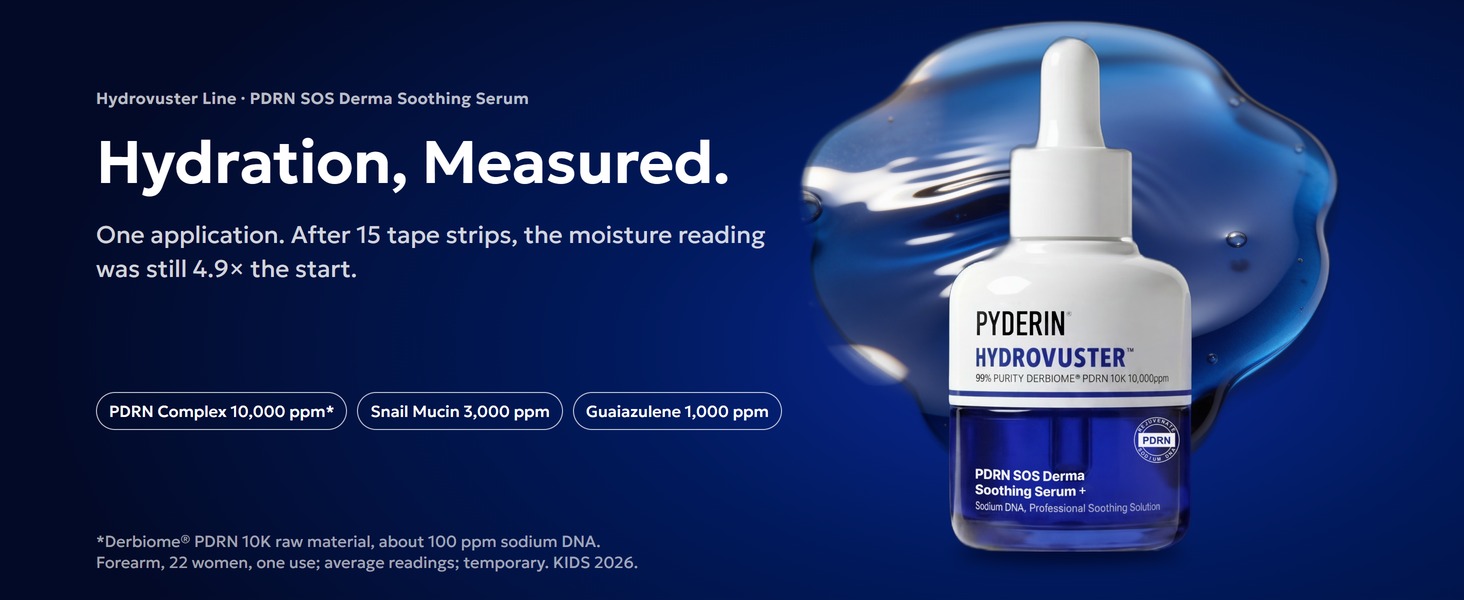 Hydrovuster Line · PDRN SOS Derma Soothing Serum
Hydration, Measured.
One application. After 15 tape strips, the moisture reading
was still 4.9× the start.
PDRN Complex 10,000 ppm*
Snail Mucin 3,000 ppm
Guaiazulene 1,000 ppm
*Derbiome® PDRN 10K raw material, about 100 ppm sodium DNA.
Forearm, 22 women, one use; average readings; temporary. KIDS 2026.
PYDERIN®
HYDROVUSTER™
99% PURITY DERBIOME® PDRN 10K 10,000ppm
REJUVENATE
PDRN
SODIUM DNA
PDRN SOS Derma
Soothing Serum +
Sodium DNA, Professional Soothing Solution